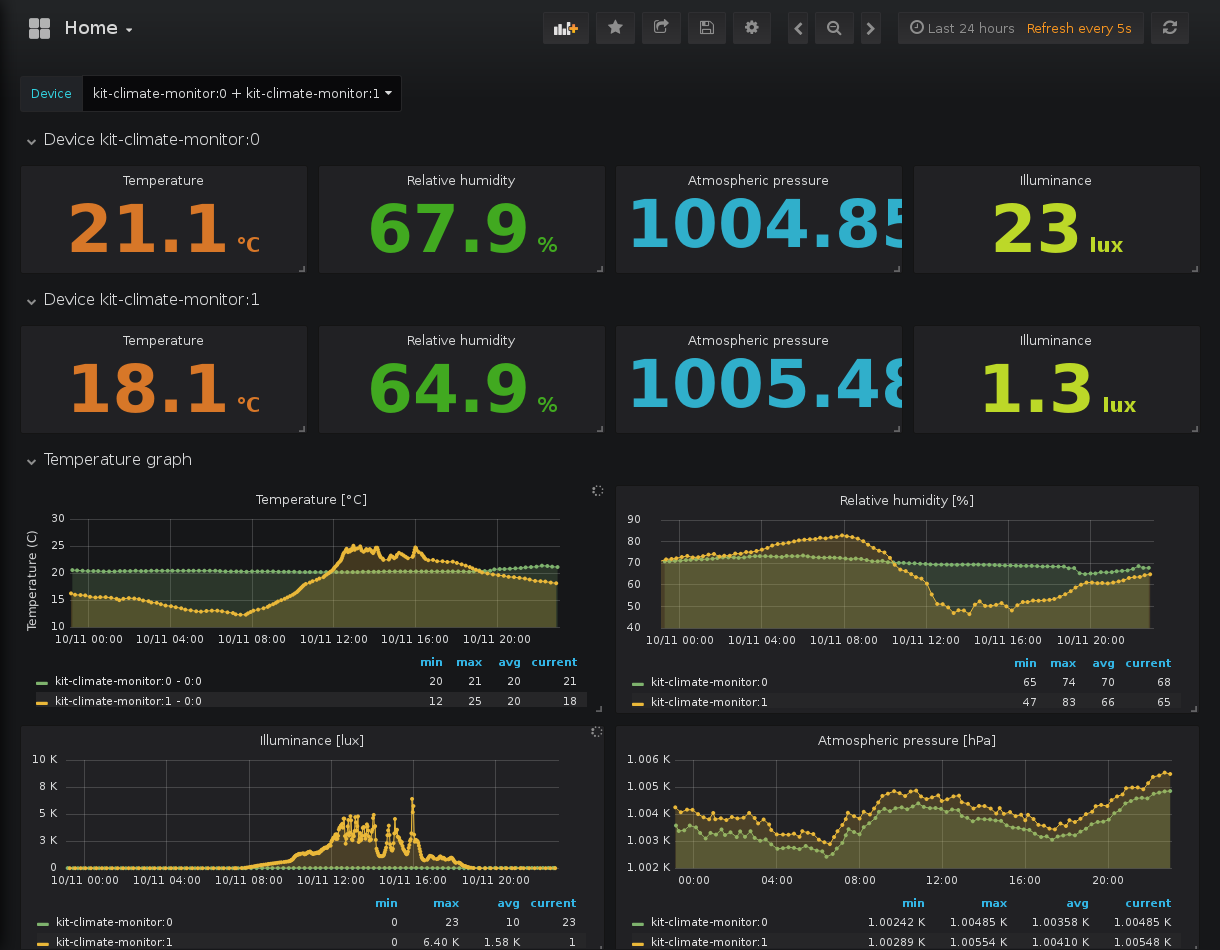 Home
Last 24 hours Refresh every 5s
Device kit-climate-monitor:0 + kit-climate-monitor:1
Device kit-climate-monitor:0
Temperature Relative humidity Atmospheric pressure Illuminance
21.1 °C 67.9 % 1004.85 23 lux
Device kit-climate-monitor:1
Temperature Relative humidity Atmospheric pressure Illuminance
18.1 °C 64.9 % 1005.48 1.3 lux
Temperature graph
Temperature [°C]
Temperature (C)
30
25
20
15
10
10/11 00:00 10/11 04:00 10/11 08:00 10/11 12:00 10/11 16:00 10/11 20:00
min max avg current
kit-climate-monitor:0 - 0:0 20 21 20 21
kit-climate-monitor:1 - 0:0 12 25 20 18
Relative humidity [%]
90
80
70
60
50
40
10/11 00:00 10/11 04:00 10/11 08:00 10/11 12:00 10/11 16:00 10/11 20:00
min max avg current
kit-climate-monitor:0 65 74 70 68
kit-climate-monitor:1 47 83 66 65
Illuminance [lux]
10 K
8 K
5 K
3 K
0
10/11 00:00 10/11 04:00 10/11 08:00 10/11 12:00 10/11 16:00 10/11 20:00
min max avg current
kit-climate-monitor:0 0 23 10 23
kit-climate-monitor:1 0 6.40 K 1.58 K 1
Atmospheric pressure [hPa]
1.006 K
1.005 K
1.004 K
1.003 K
1.002 K
00:00 04:00 08:00 12:00 16:00 20:00
min max avg current
kit-climate-monitor:0 1.00242 K 1.00485 K 1.00358 K 1.00485 K
kit-climate-monitor:1 1.00289 K 1.00554 K 1.00410 K 1.00548 K